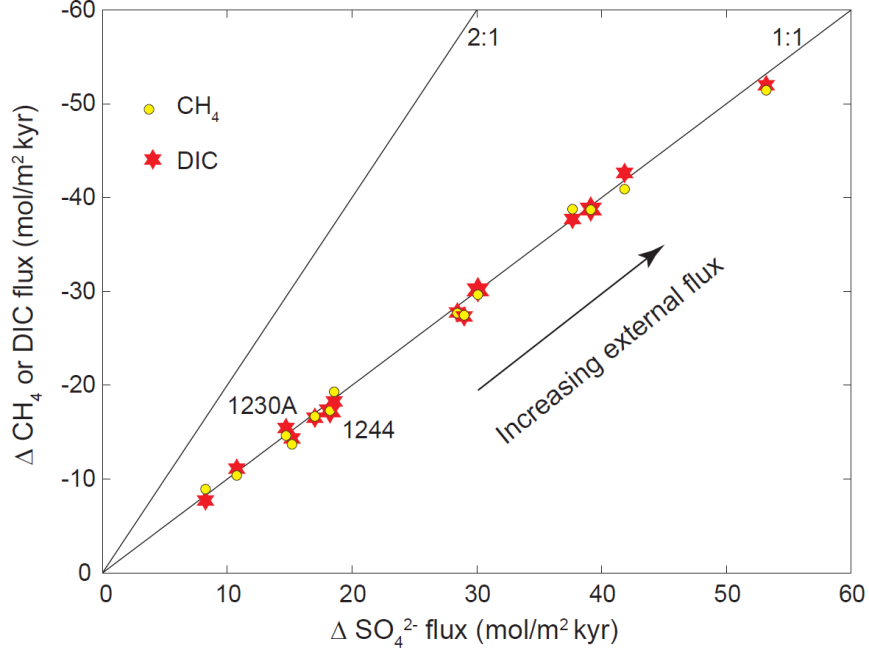 -60
-50
-40
-30
-20
-10
0
0
10
20
30
40
50
60
2:1
1:1
CH₄
DIC
1230A
1244
Increasing external flux
Δ CH₄ or DIC flux (mol/m² kyr)
Δ SO₄²⁻ flux (mol/m² kyr)